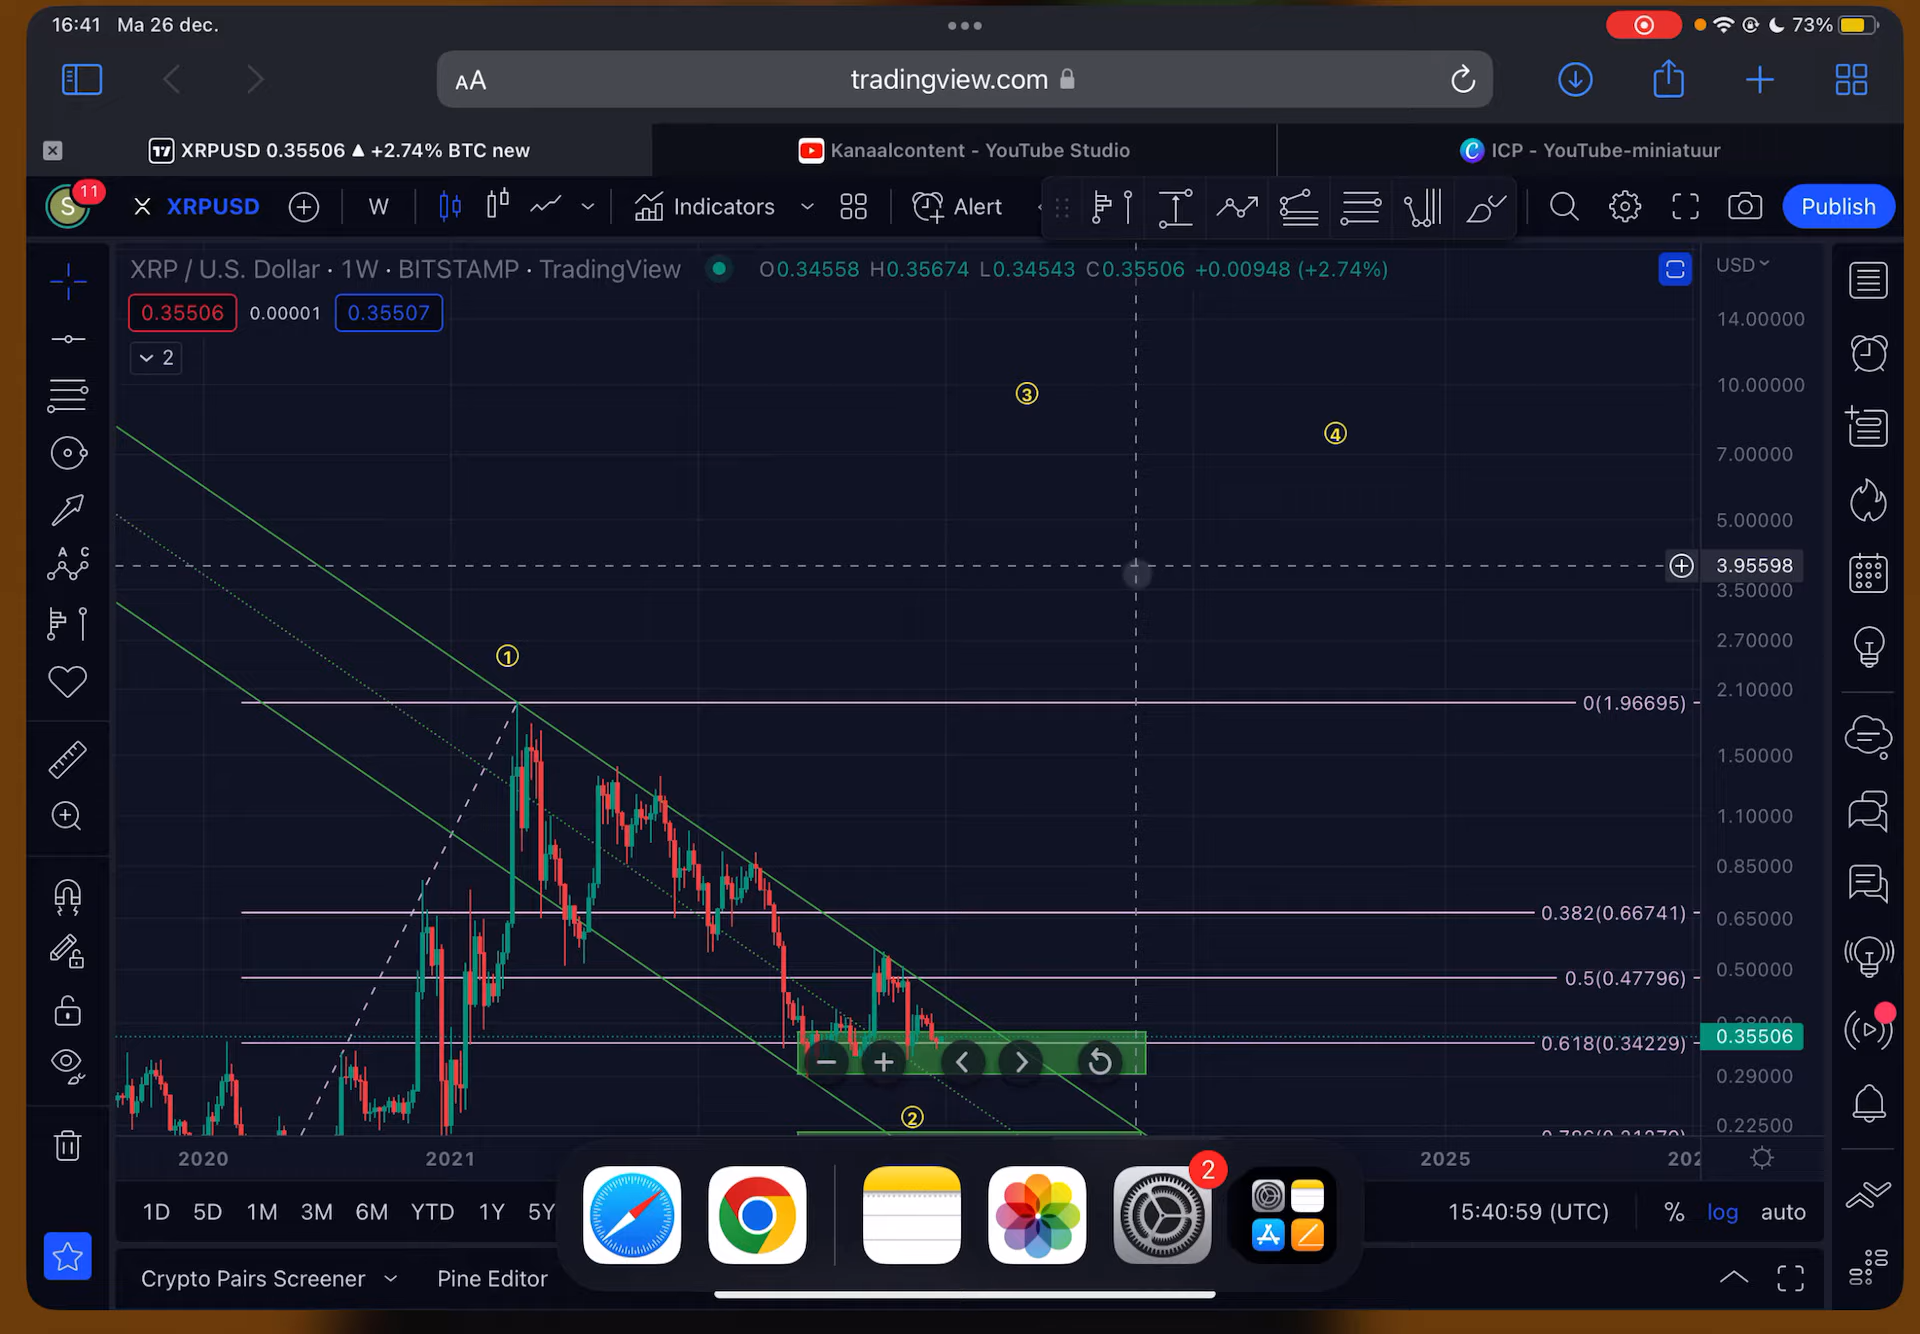 16:41 Ma 26 dec.
73%
AA tradingview.com
XRPUSD 0.35506 ▲ +2.74% BTC new
Kanaalcontent - YouTube Studio
ICP - YouTube-miniatuur
S 11 XRPUSD W Indicators Alert Publish
XRP / U.S. Dollar · 1W · BITSTAMP · TradingView
O0.34558 H0.35674 L0.34543 C0.35506 +0.00948 (+2.74%)
USD
0.35506 0.00001 0.35507
2
14.00000
③
10.00000
④
7.00000
5.00000
3.95598
3.50000
2.70000
①
2.10000
0(1.96695)
1.50000
1.10000
0.85000
0.382(0.66741)
0.65000
0.50000
0.5(0.47796)
0.35506
0.618(0.34229)
0.29000
②
0.22500
2020 2021 2025
2
1D 5D 1M 3M 6M YTD 1Y 5Y
15:40:59 (UTC) % log auto
Crypto Pairs Screener Pine Editor